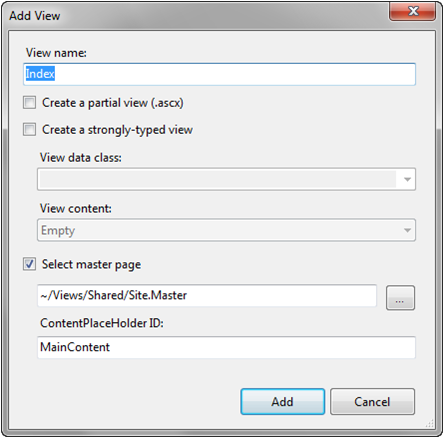 Add View
View name:
Index
Create a partial view (.ascx)
Create a strongly-typed view
View data class:
View content:
Empty
Select master page
~/Views/Shared/Site.Master
...
ContentPlaceHolder ID:
MainContent
Add Cancel